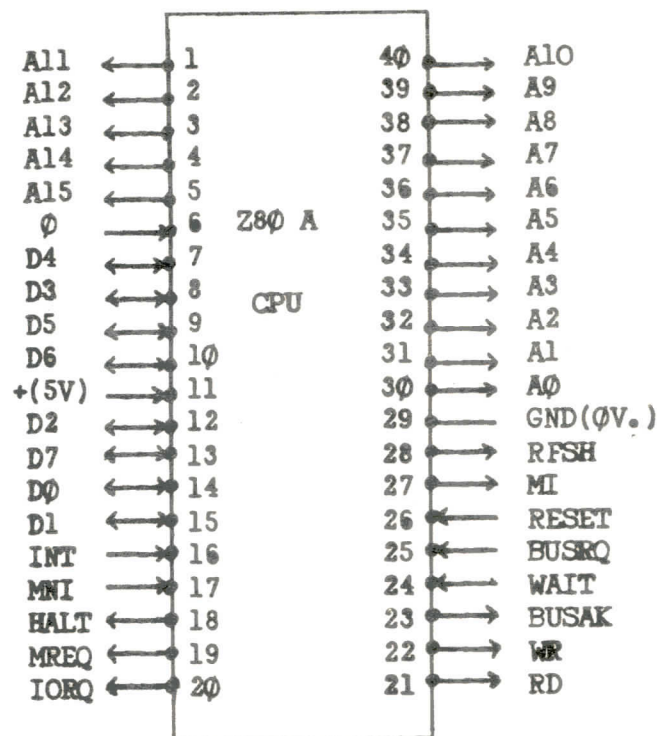 A11 1 40 A10
A12 2 39 A9
A13 3 38 A8
A14 4 37 A7
A15 5 36 A6
Ø 6 Z8Ø A 35 A5
D4 7 34 A4
D3 8 CPU 33 A3
D5 9 32 A2
D6 1Ø 31 A1
+(5V) 11 3Ø AØ
D2 12 29 GND(ØV.)
D7 13 28 RFSH
DØ 14 27 MI
D1 15 26 RESET
INT 16 25 BUSRQ
MNI 17 24 WAIT
HALT 18 23 BUSAK
MREQ 19 22 WR
IORQ 2Ø 21 RD